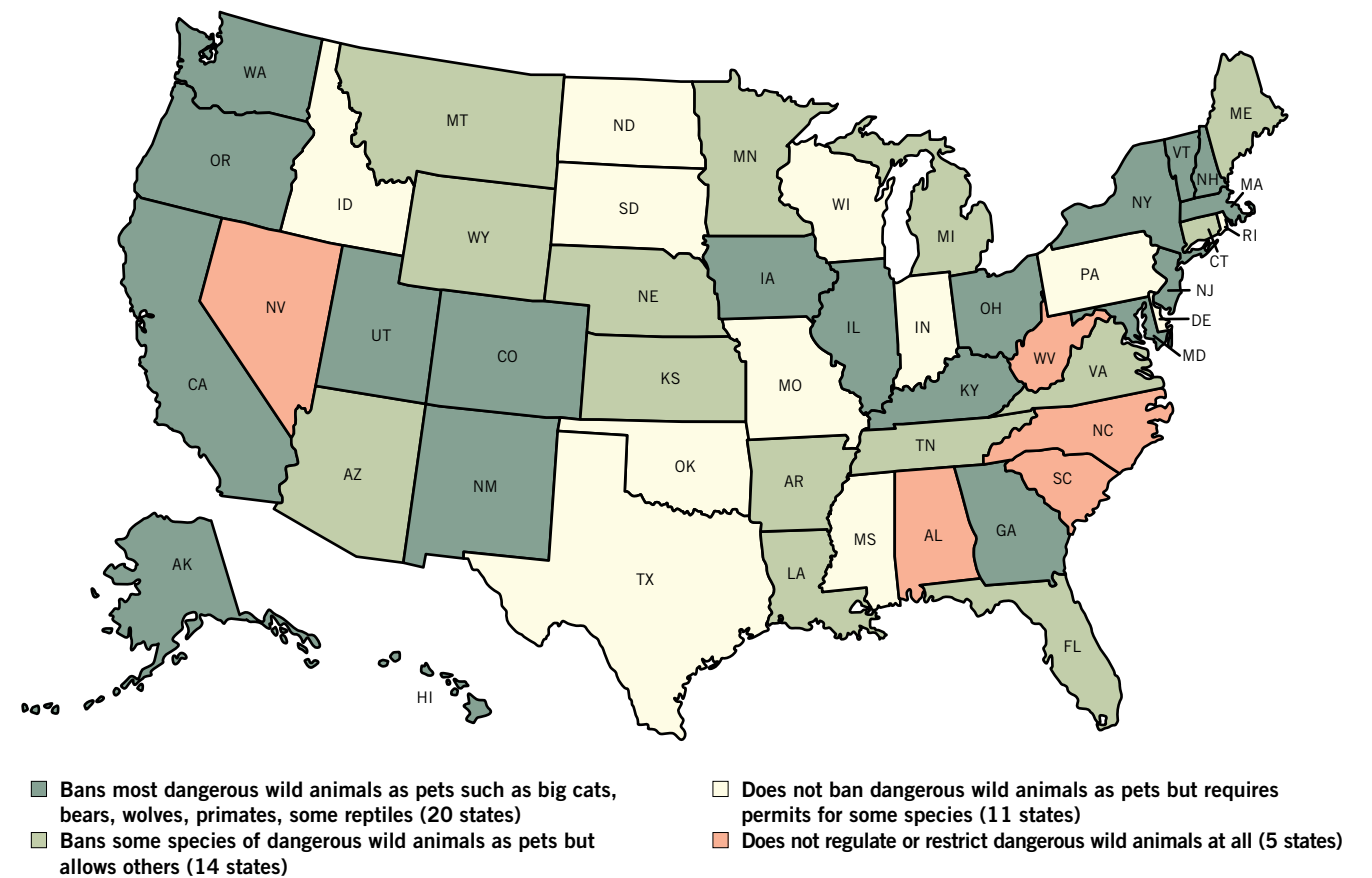 WA
MT
ND
ME
OR
MN
VT
NH
MA
ID
SD
WI
NY
WY
MI
RI
CT
PA
NE
IA
NJ
NV
OH
DE
UT
IL
IN
CO
WV
MD
CA
KS
MO
KY
VA
NC
TN
AZ
OK
SC
NM
AR
GA
MS
AL
AK
TX
LA
FL
HI
Bans most dangerous wild animals as pets such as big cats,
bears, wolves, primates, some reptiles (20 states)
Bans some species of dangerous wild animals as pets but
allows others (14 states)
Does not ban dangerous wild animals as pets but requires
permits for some species (11 states)
Does not regulate or restrict dangerous wild animals at all (5 states)